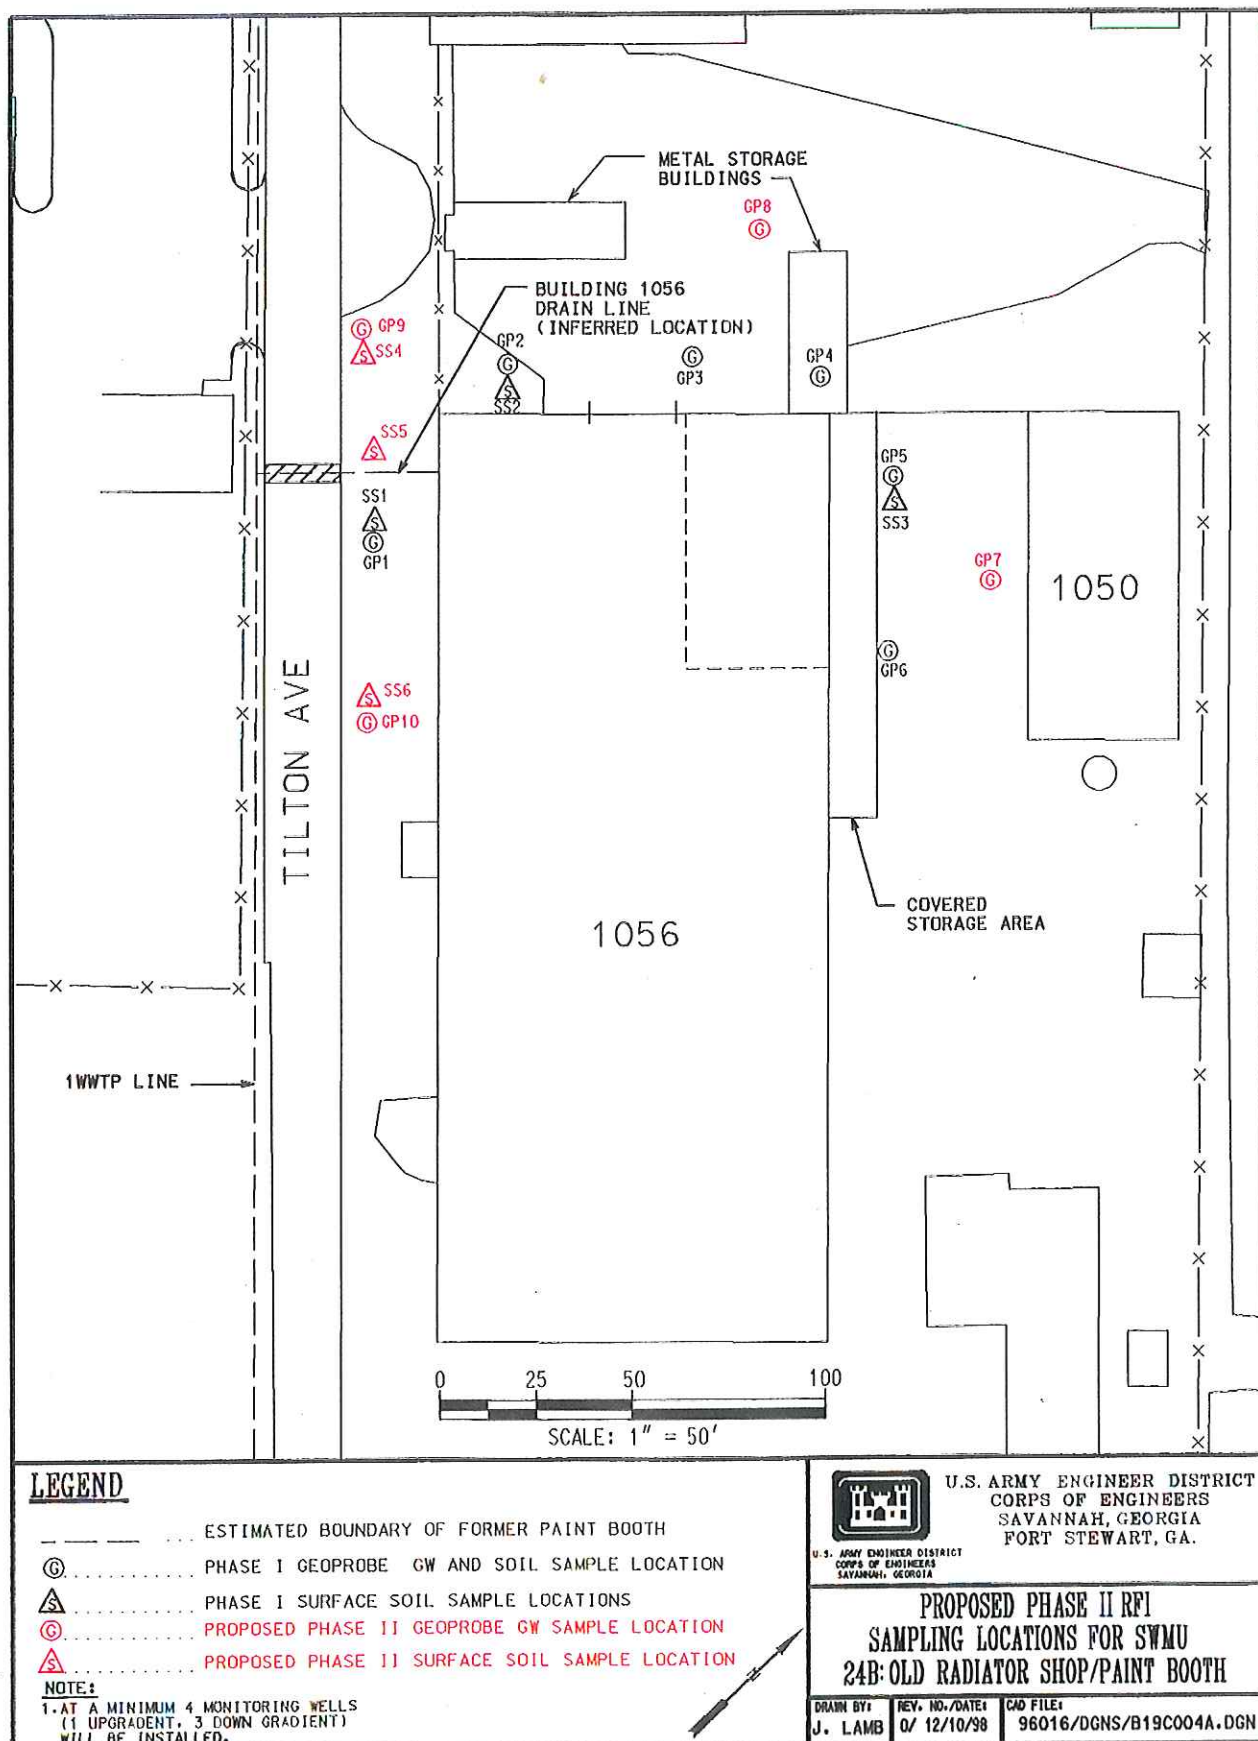 METAL STORAGE
BUILDINGS
GP8
G
BUILDING 1056
DRAIN LINE
(INFERRED LOCATION)
G GP9
S SS4
GP2
G
S
SS2
G
GP3
GP4
G
SS5
S
SS1
S
G
GP1
GP5
G
S
SS3
GP7
G
1050
G
GP6
S SS6
G GP10
TILTON AVE
1056
COVERED
STORAGE AREA
1WWTP LINE
0 25 50 100
SCALE: 1" = 50'
LEGEND
... ESTIMATED BOUNDARY OF FORMER PAINT BOOTH
G ............ PHASE I GEOPROBE GW AND SOIL SAMPLE LOCATION
S ............ PHASE I SURFACE SOIL SAMPLE LOCATIONS
G ............ PROPOSED PHASE II GEOPROBE GW SAMPLE LOCATION
S ............ PROPOSED PHASE II SURFACE SOIL SAMPLE LOCATION
NOTE:
1. AT A MINIMUM 4 MONITORING WELLS
(1 UPGRADENT, 3 DOWN GRADIENT)
WILL BE INSTALLED.
N
U.S. ARMY ENGINEER DISTRICT
CORPS OF ENGINEERS
SAVANNAH, GEORGIA
FORT STEWART, GA.
U.S. ARMY ENGINEER DISTRICT
CORPS OF ENGINEERS
SAVANNAH, GEORGIA
PROPOSED PHASE II RFI
SAMPLING LOCATIONS FOR SWMU
24B: OLD RADIATOR SHOP/PAINT BOOTH
DRAWN BY:
J. LAMB
REV. NO./DATE:
0/ 12/10/98
CAD FILE:
96016/DGNS/B19C004A.DGN